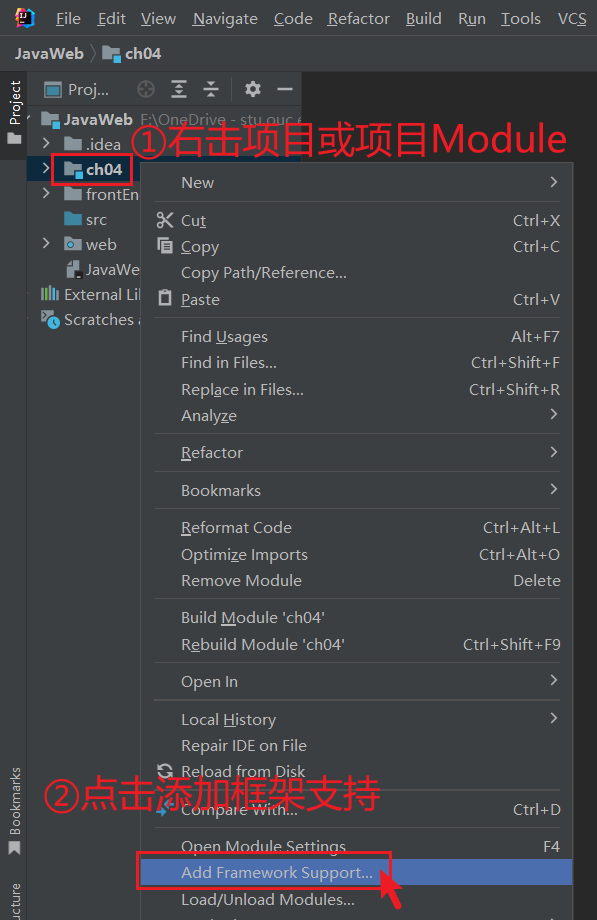 File Edit View Navigate Code Refactor Build Run Tools VCS
JavaWeb ch04
Project
Proj...
JavaWeb F:\OneDrive - stu.ouc.e
.idea
①右击项目或项目Module
ch04
frontEn
src
web
JavaWe
External Lib
Scratches a
New
Cut Ctrl+X
Copy Ctrl+C
Copy Path/Reference...
Paste Ctrl+V
Find Usages Alt+F7
Find in Files... Ctrl+Shift+F
Replace in Files... Ctrl+Shift+R
Analyze
Refactor
Bookmarks
Reformat Code Ctrl+Alt+L
Optimize Imports Ctrl+Alt+O
Remove Module Delete
Build Module 'ch04'
Rebuild Module 'ch04' Ctrl+Shift+F9
Open In
Local History
Repair IDE on File
Reload from Disk
②点击添加框架支持
Compare With... Ctrl+D
Open Module Settings F4
Add Framework Support...
Load/Unload Modules...
Bookmarks
ucture